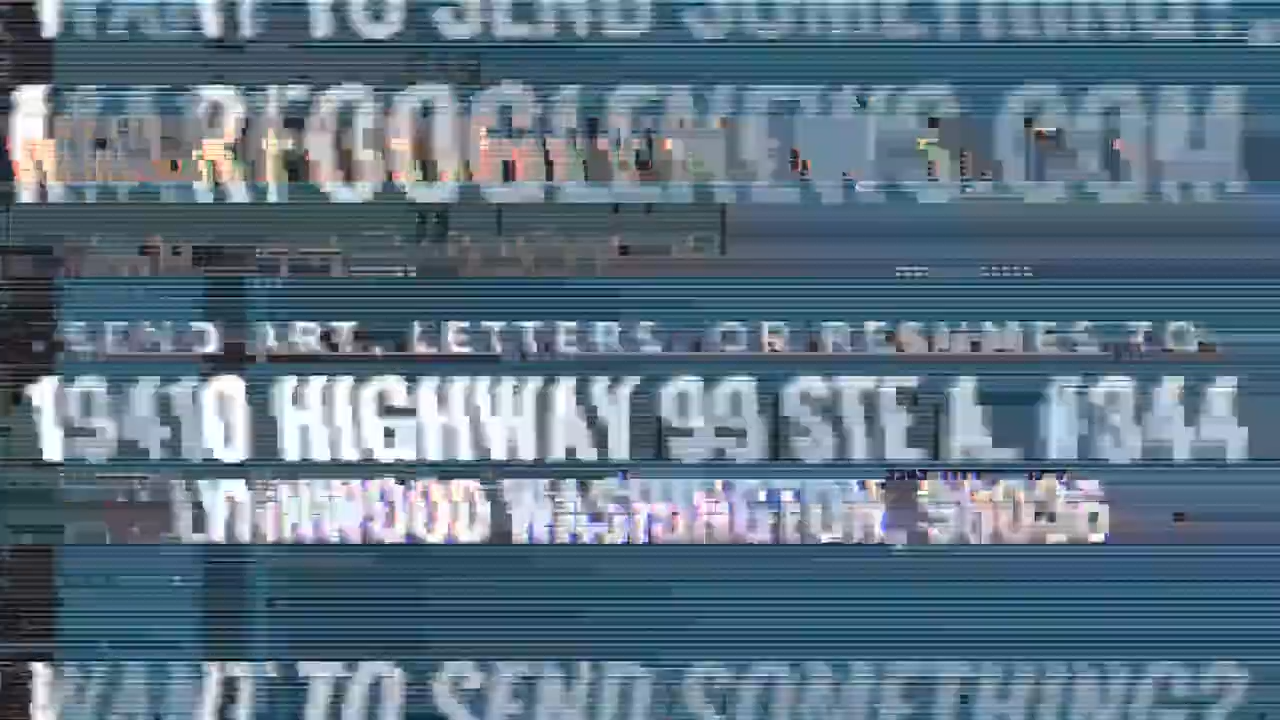 WANT TO SEND SOMETHING?
SEND ART, LETTERS, OR RESUMES TO
19410 HIGHWAY 99 STE A, #344
LYNNWOOD WASHINGTON, 98036
WANT TO SEND SOMETHING?